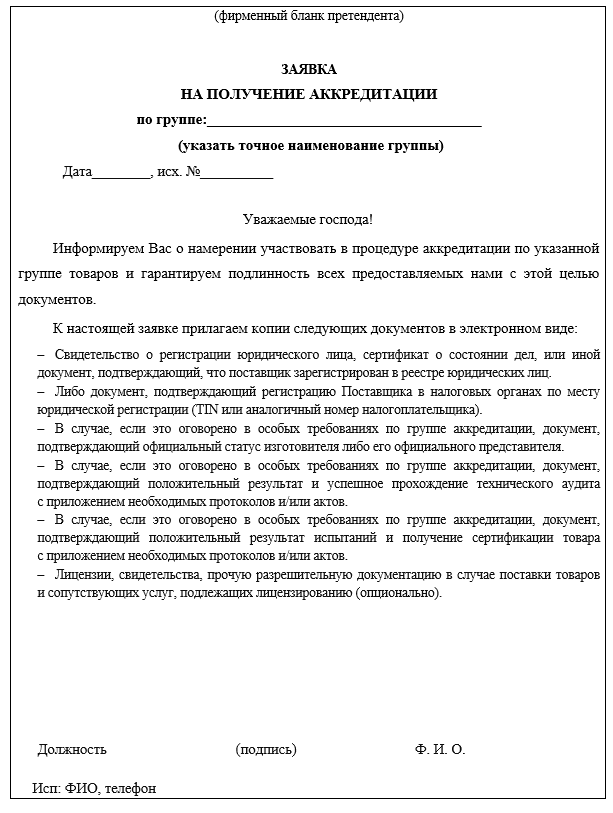 (фирменный бланк претендента)
ЗАЯВКА
НА ПОЛУЧЕНИЕ АККРЕДИТАЦИИ
по группе:______________________________________
(указать точное наименование группы)
Дата________, исх. №__________
Уважаемые господа!
Информируем Вас о намерении участвовать в процедуре аккредитации по указанной
группе товаров и гарантируем подлинность всех предоставляемых нами с этой целью
документов.
К настоящей заявке прилагаем копии следующих документов в электронном виде:
– Свидетельство о регистрации юридического лица, сертификат о состоянии дел, или иной
документ, подтверждающий, что поставщик зарегистрирован в реестре юридических лиц.
– Либо документ, подтверждающий регистрацию Поставщика в налоговых органах по месту
юридической регистрации (TIN или аналогичный номер налогоплательщика).
– В случае, если это оговорено в особых требованиях по группе аккредитации, документ,
подтверждающий официальный статус изготовителя либо его официального представителя.
– В случае, если это оговорено в особых требованиях по группе аккредитации, документ,
подтверждающий положительный результат и успешное прохождение технического аудита
с приложением необходимых протоколов и/или актов.
– В случае, если это оговорено в особых требованиях по группе аккредитации, документ,
подтверждающий положительный результат испытаний и получение сертификации товара
с приложением необходимых протоколов и/или актов.
– Лицензии, свидетельства, прочую разрешительную документацию в случае поставки товаров
и сопутствующих услуг, подлежащих лицензированию (опционально).
Должность (подпись) Ф. И. О.
Исп: ФИО, телефон